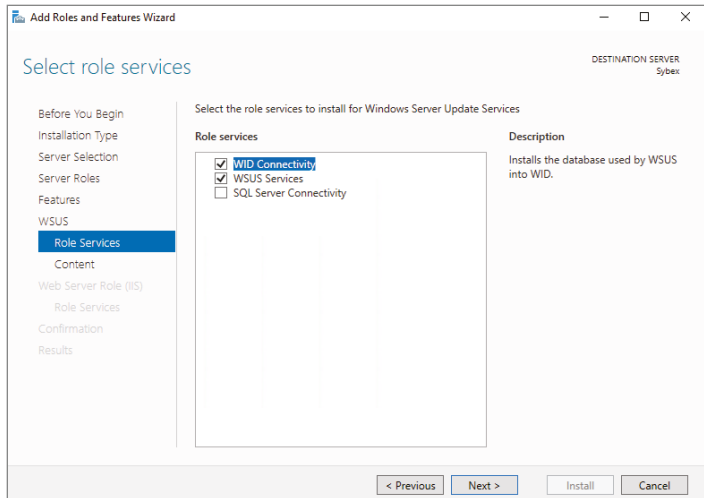 Add Roles and Features Wizard
Select role services
DESTINATION SERVER
Sybex
Before You Begin
Installation Type
Server Selection
Server Roles
Features
WSUS
Role Services
Content
Web Server Role (IIS)
Role Services
Confirmation
Results
Select the role services to install for Windows Server Update Services
Role services
WID Connectivity
WSUS Services
SQL Server Connectivity
Description
Installs the database used by WSUS
into WID.
< Previous
Next >
Install
Cancel